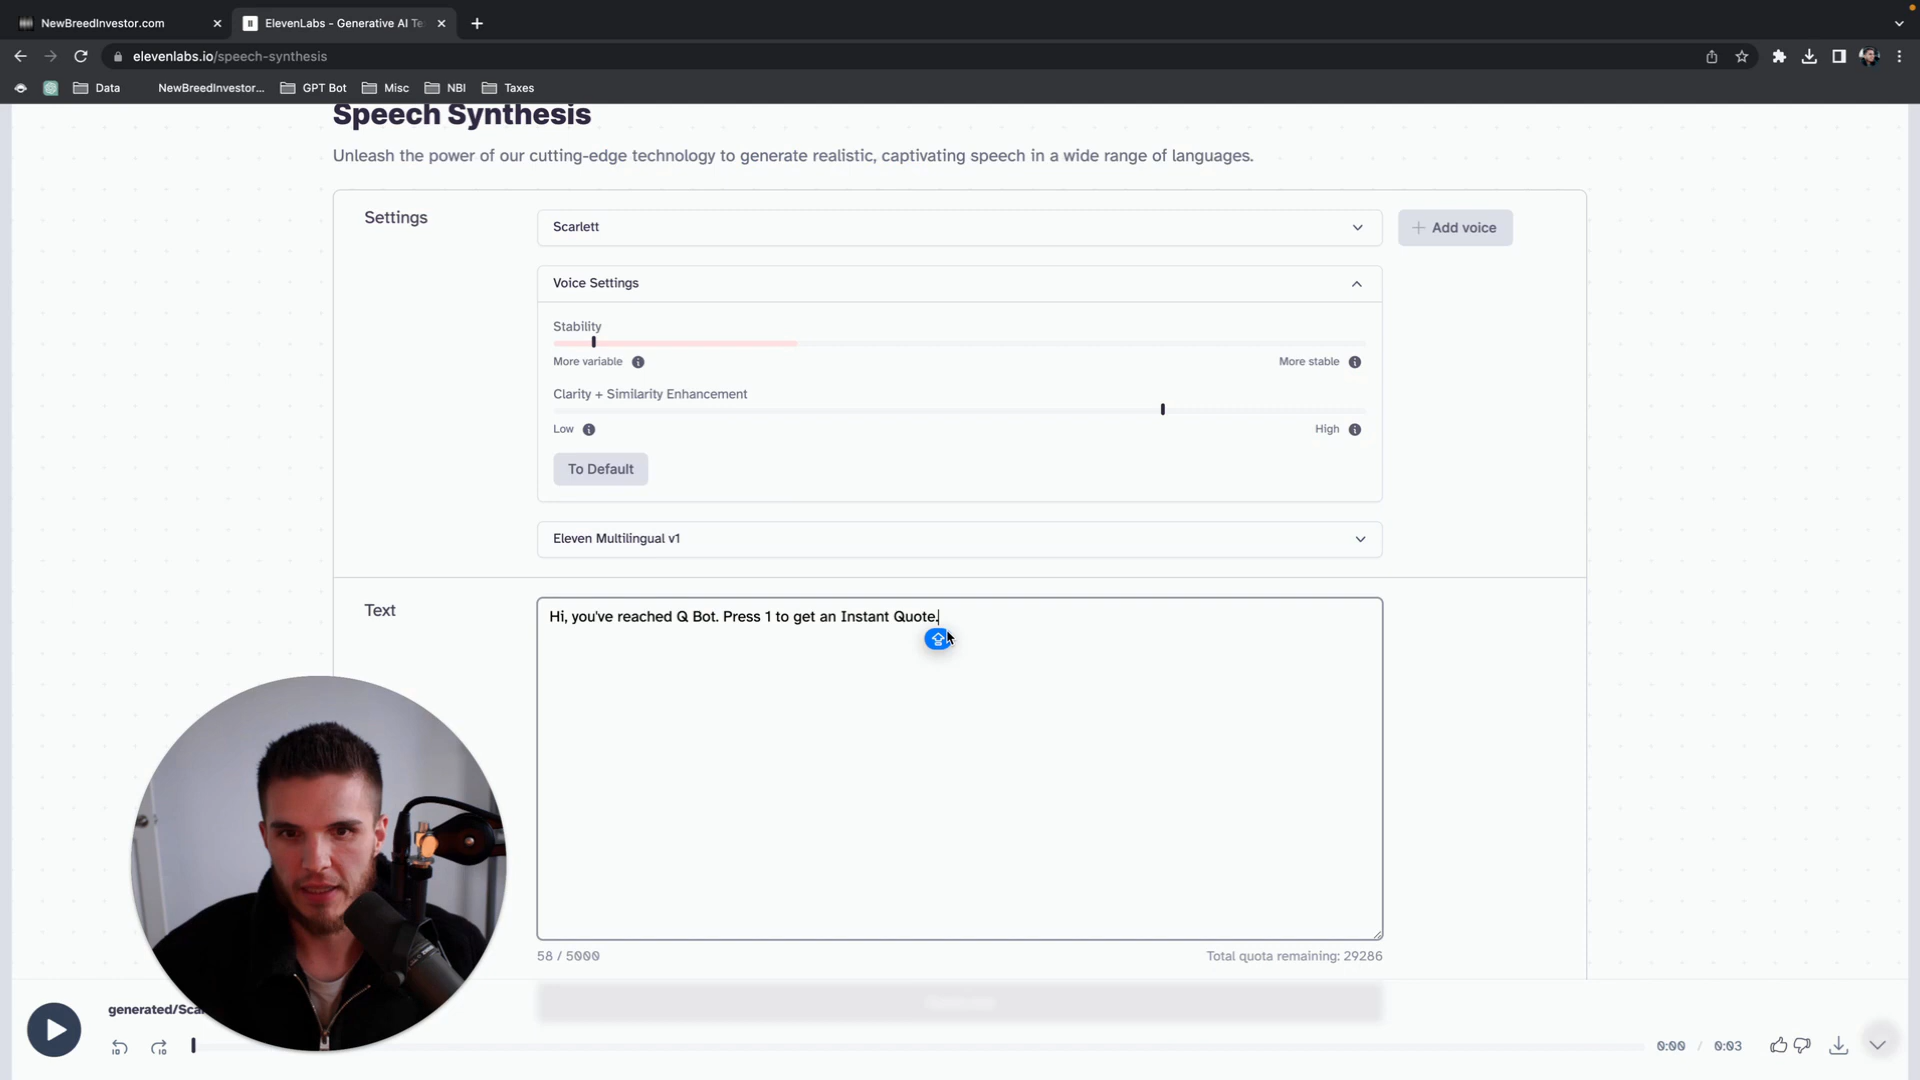 NewBreedInvestor.com
ElevenLabs - Generative AI Te
elevenlabs.io/speech-synthesis
Data
NewBreedInvestor...
GPT Bot
Misc
NBI
Taxes
Speech Synthesis
Unleash the power of our cutting-edge technology to generate realistic, captivating speech in a wide range of languages.
Settings
Scarlett
+ Add voice
Voice Settings
Stability
More variable
More stable
Clarity + Similarity Enhancement
Low
High
To Default
Eleven Multilingual v1
Text
Hi, you've reached Q Bot. Press 1 to get an Instant Quote.
58 / 5000
Total quota remaining: 29286
generated/Sca
10
10
0:00 / 0:03